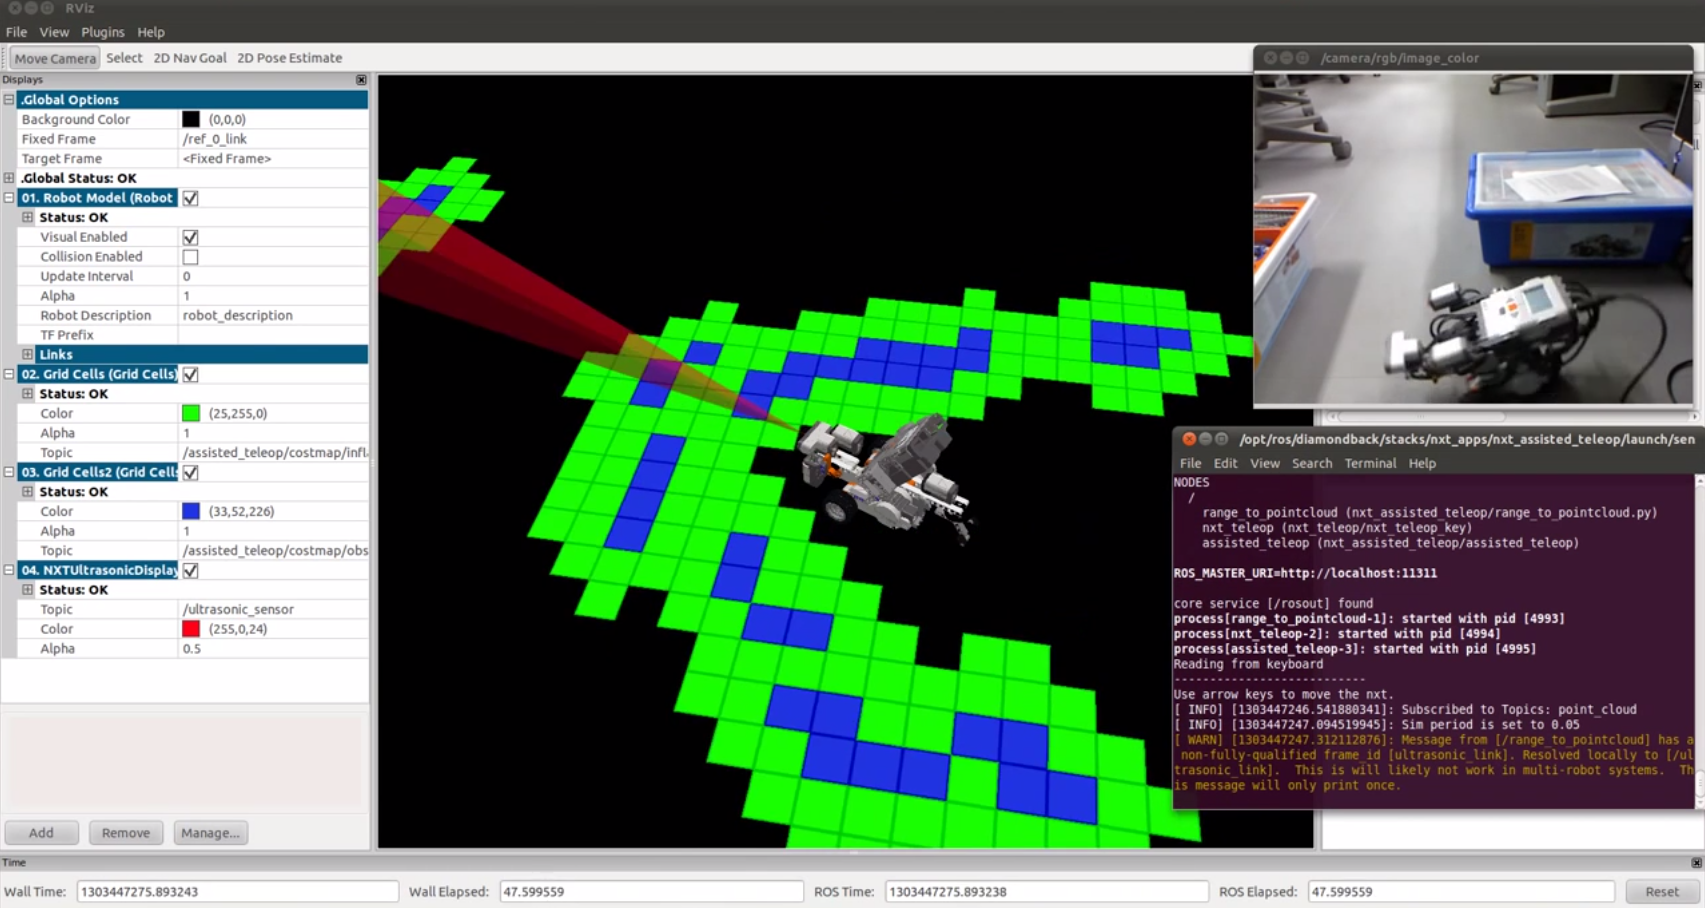 RViz
File View Plugins Help
Move Camera Select 2D Nav Goal 2D Pose Estimate
Displays
.Global Options
Background Color (0,0,0)
Fixed Frame /ref_0_link
Target Frame <Fixed Frame>
.Global Status: OK
01. Robot Model (Robot
Status: OK
Visual Enabled
Collision Enabled
Update Interval 0
Alpha 1
Robot Description robot_description
TF Prefix
Links
02. Grid Cells (Grid Cells)
Status: OK
Color (25,255,0)
Alpha 1
Topic /assisted_teleop/costmap/infl
03. Grid Cells2 (Grid Cells
Status: OK
Color (33,52,226)
Alpha 1
Topic /assisted_teleop/costmap/obs
04. NXTUltrasonicDisplay
Status: OK
Topic /ultrasonic_sensor
Color (255,0,24)
Alpha 0.5
Add Remove Manage...
/camera/rgb/image_color
/opt/ros/diamondback/stacks/nxt_apps/nxt_assisted_teleop/launch/sen
File Edit View Search Terminal Help
NODES
/
range_to_pointcloud (nxt_assisted_teleop/range_to_pointcloud.py)
nxt_teleop (nxt_teleop/nxt_teleop_key)
assisted_teleop (nxt_assisted_teleop/assisted_teleop)
ROS_MASTER_URI=http://localhost:11311
core service [/rosout] found
process[range_to_pointcloud-1]: started with pid [4993]
process[nxt_teleop-2]: started with pid [4994]
process[assisted_teleop-3]: started with pid [4995]
Reading from keyboard
---------------------------
Use arrow keys to move the nxt.
[ INFO] [1303447246.541880341]: Subscribed to Topics: point_cloud
[ INFO] [1303447247.094519945]: Sim period is set to 0.05
[ WARN] [1303447247.312112876]: Message from [/range_to_pointcloud] has a
non-fully-qualified frame_id [ultrasonic_link]. Resolved locally to [/ul
trasonic_link]. This is will likely not work in multi-robot systems. Th
is message will only print once.
Time
Wall Time: 1303447275.893243 Wall Elapsed: 47.599559 ROS Time: 1303447275.893238 ROS Elapsed: 47.599559 Reset